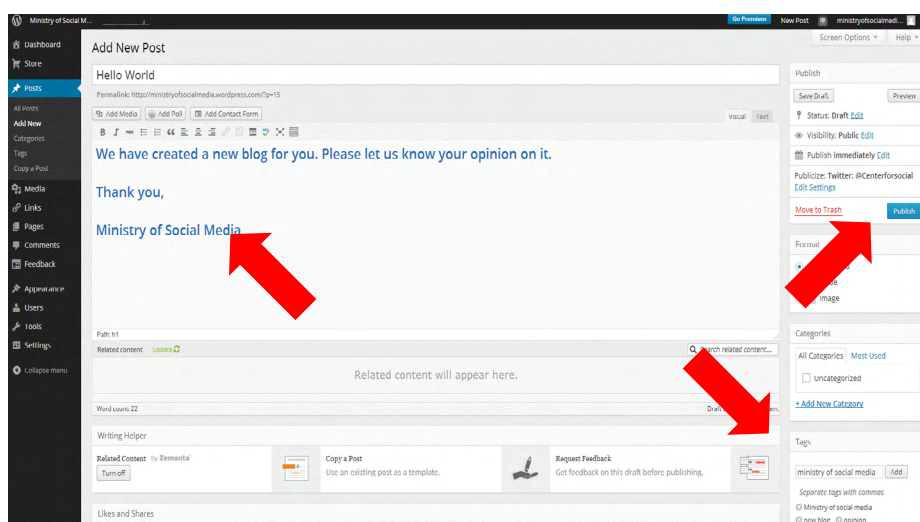 Ministry of Social M...
Go Premium
New Post
ministryofsocialmedi...
Screen Options
Help
Dashboard
Store
Posts
All Posts
Add New
Categories
Tags
Copy a Post
Media
Links
Pages
Comments
Feedback
Appearance
Users
Tools
Settings
Collapse menu
Add New Post
Hello World
Permalink: http://ministryofsocialmedia.wordpress.com/?p=15
Add Media
Add Poll
Add Contact Form
Visual
Text
B I ABC
We have created a new blog for you. Please let us know your opinion on it.
Thank you,
Ministry of Social Media
Path: h1
Related content
Update
Search related content...
Related content will appear here.
Word count: 22
Draft
Writing Helper
Related Content by Zemanta
Turn off
Copy a Post
Use an existing post as a template.
Request Feedback
Get feedback on this draft before publishing.
Likes and Shares
Publish
Save Draft
Preview
Status: Draft Edit
Visibility: Public Edit
Publish immediately Edit
Publicize: Twitter: @Centerforsocial
Edit Settings
Move to Trash
Publish
Format
Image
Categories
All Categories
Most Used
Uncategorized
+ Add New Category
Tags
ministry of social media
Add
Separate tags with commas
Ministry of social media
new blog
opinion